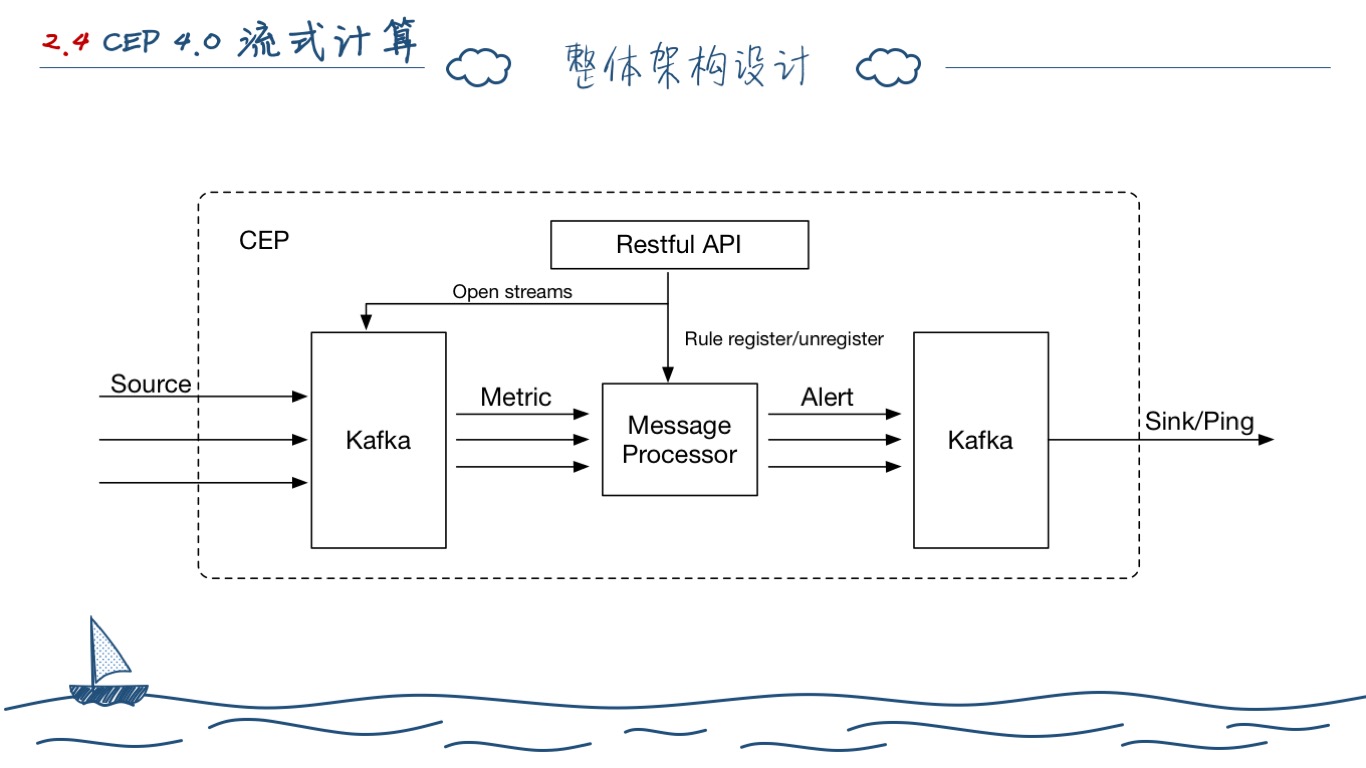 2.4 CEP 4.0 流式计算
整体架构设计
CEP
Restful API
Open streams
Rule register/unregister
Source
Kafka
Metric
Message
Processor
Alert
Kafka
Sink/Ping